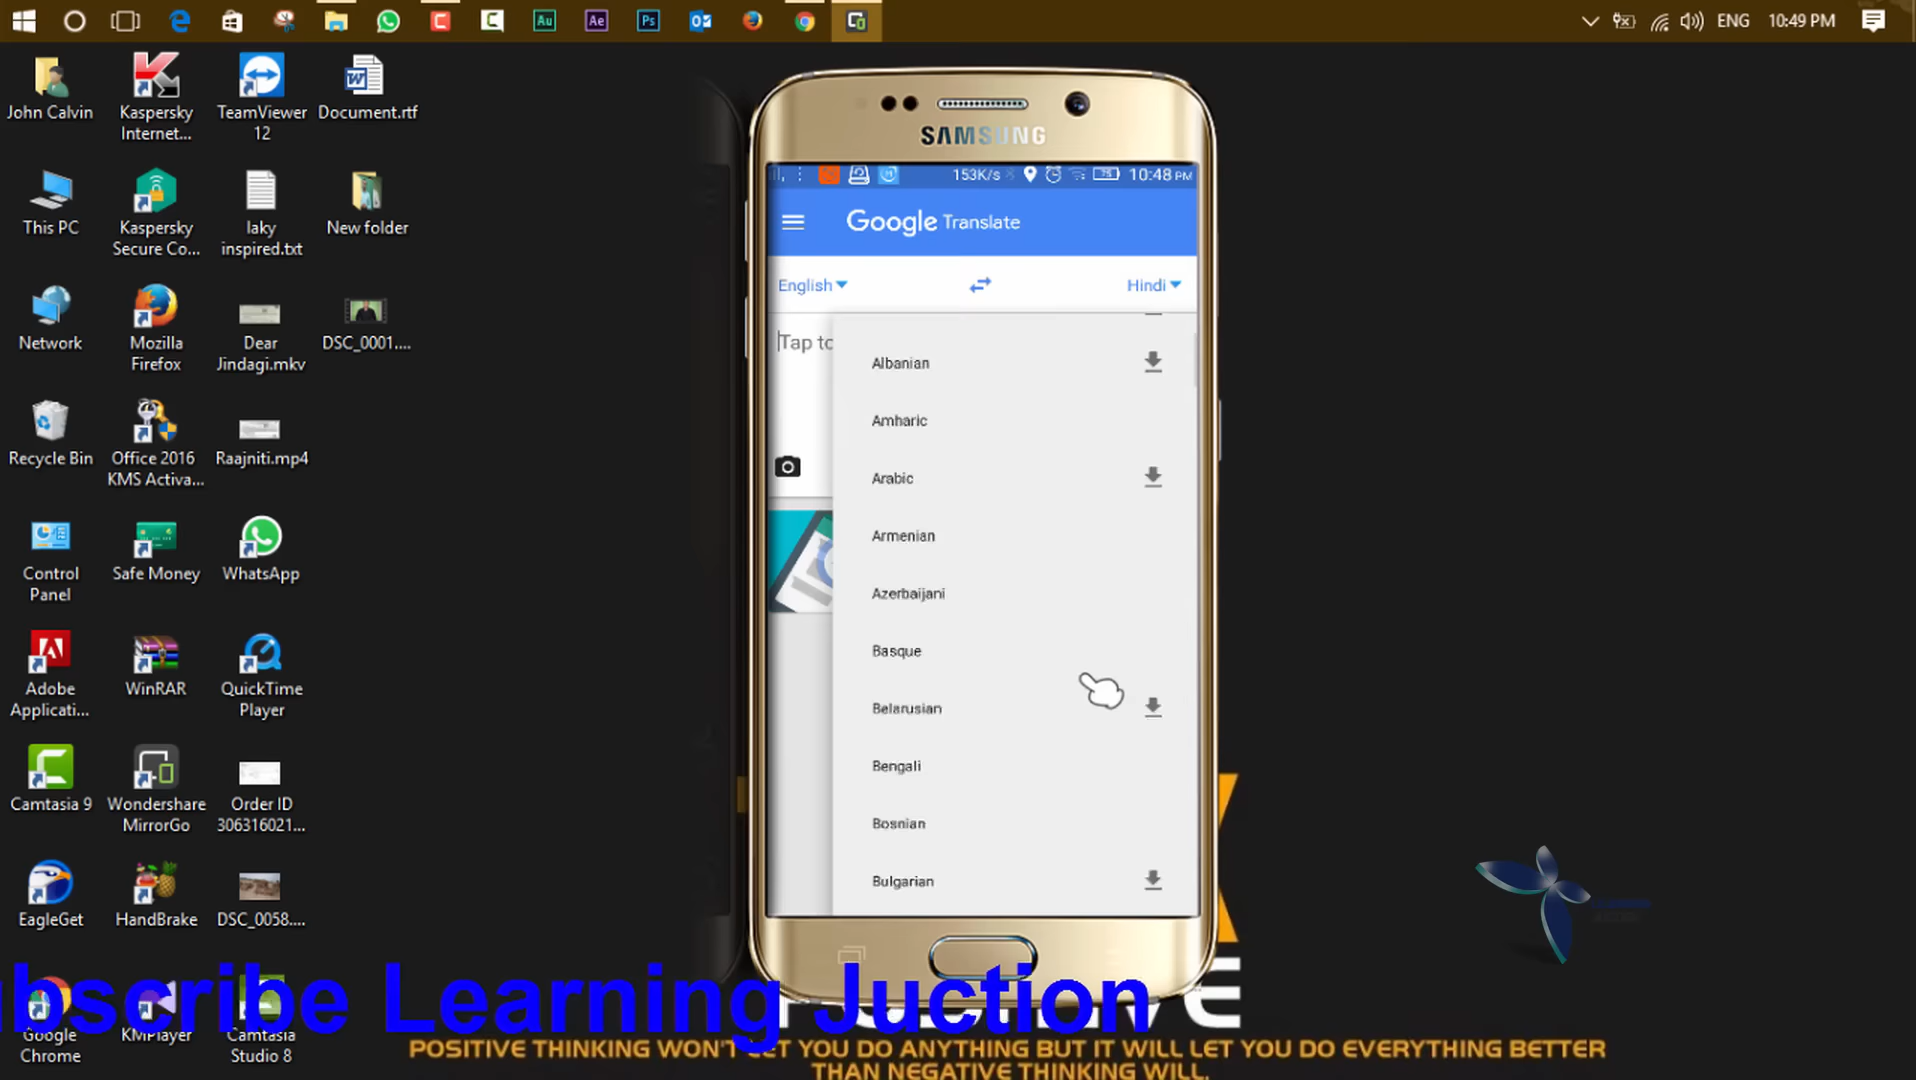 ENG 10:49 PM
John Calvin
Kaspersky Internet...
TeamViewer 12
Document.rtf
This PC
Kaspersky Secure Co...
laky inspired.txt
New folder
Network
Mozilla Firefox
Dear Jindagi.mkv
DSC_0001....
Recycle Bin
Office 2016 KMS Activa...
Raajniti.mp4
Control Panel
Safe Money
WhatsApp
Adobe Applicati...
WinRAR
QuickTime Player
Camtasia 9
Wondershare MirrorGo
Order ID 306316021...
EagleGet
HandBrake
DSC_0058....
Google Chrome
KMPlayer
Camtasia Studio 8
SAMSUNG
153K/s 10:48 PM
Google Translate
English Hindi
Tap to
Albanian
Amharic
Arabic
Armenian
Azerbaijani
Basque
Belarusian
Bengali
Bosnian
Bulgarian
ubscribe Learning Juction
POSITIVE THINKING WON'T LET YOU DO ANYTHING BUT IT WILL LET YOU DO EVERYTHING BETTER
THAN NEGATIVE THINKING WILL.